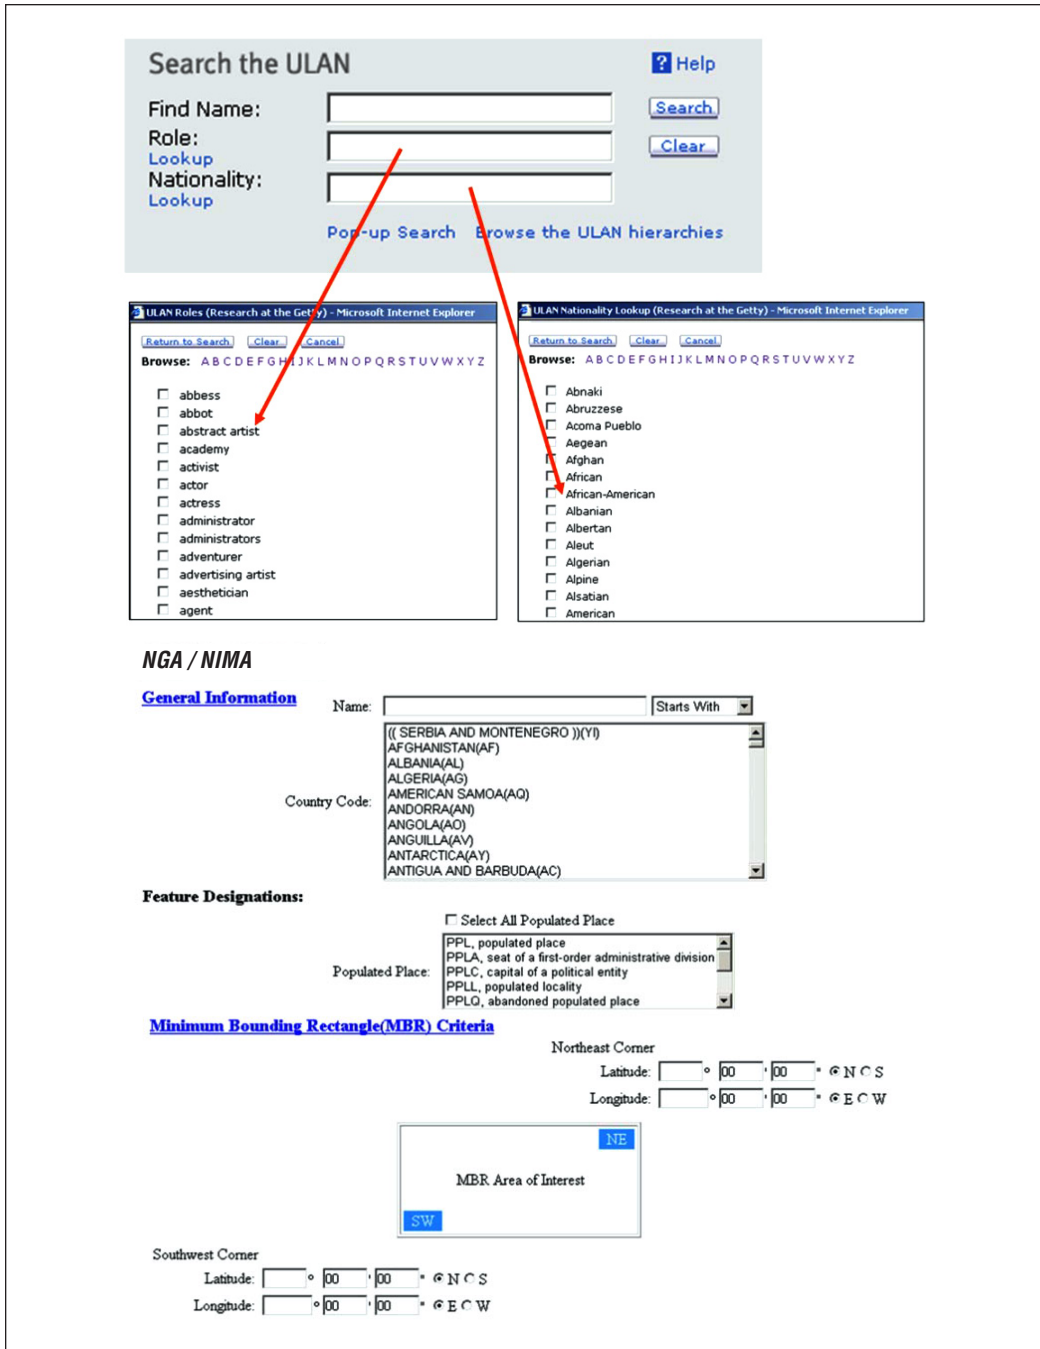 Search the ULAN
? Help
Find Name:
Search
Role:
Lookup
Clear
Nationality:
Lookup
Pop-up Search Browse the ULAN hierarchies
ULAN Roles (Research at the Getty) - Microsoft Internet Explorer
Return to Search Clear Cancel
Browse: A B C D E F G H I J K L M N O P Q R S T U V W X Y Z
abbess
abbot
abstract artist
academy
activist
actor
actress
administrator
administrators
adventurer
advertising artist
aesthetician
agent
ULAN Nationality Lookup (Research at the Getty) - Microsoft Internet Explorer
Return to Search Clear Cancel
Browse: A B C D E F G H I J K L M N O P Q R S T U V W X Y Z
Abnaki
Abruzzese
Acoma Pueblo
Aegean
Afghan
African
African-American
Albanian
Albertan
Aleut
Algerian
Alpine
Alsatian
American
NGA / NIMA
General Information
Name: Starts With
Country Code:
(( SERBIA AND MONTENEGRO ))(YI)
AFGHANISTAN(AF)
ALBANIA(AL)
ALGERIA(AG)
AMERICAN SAMOA(AQ)
ANDORRA(AN)
ANGOLA(AO)
ANGUILLA(AV)
ANTARCTICA(AY)
ANTIGUA AND BARBUDA(AC)
Feature Designations:
Select All Populated Place
Populated Place:
PPL, populated place
PPLA, seat of a first-order administrative division
PPLC, capital of a political entity
PPLL, populated locality
PPLQ, abandoned populated place
Minimum Bounding Rectangle(MBR) Criteria
Northeast Corner
Latitude: ° 00 ' 00 " N S
Longitude: ° 00 ' 00 " E W
NE
MBR Area of Interest
SW
Southwest Corner
Latitude: ° 00 ' 00 " N S
Longitude: ° 00 ' 00 " E W